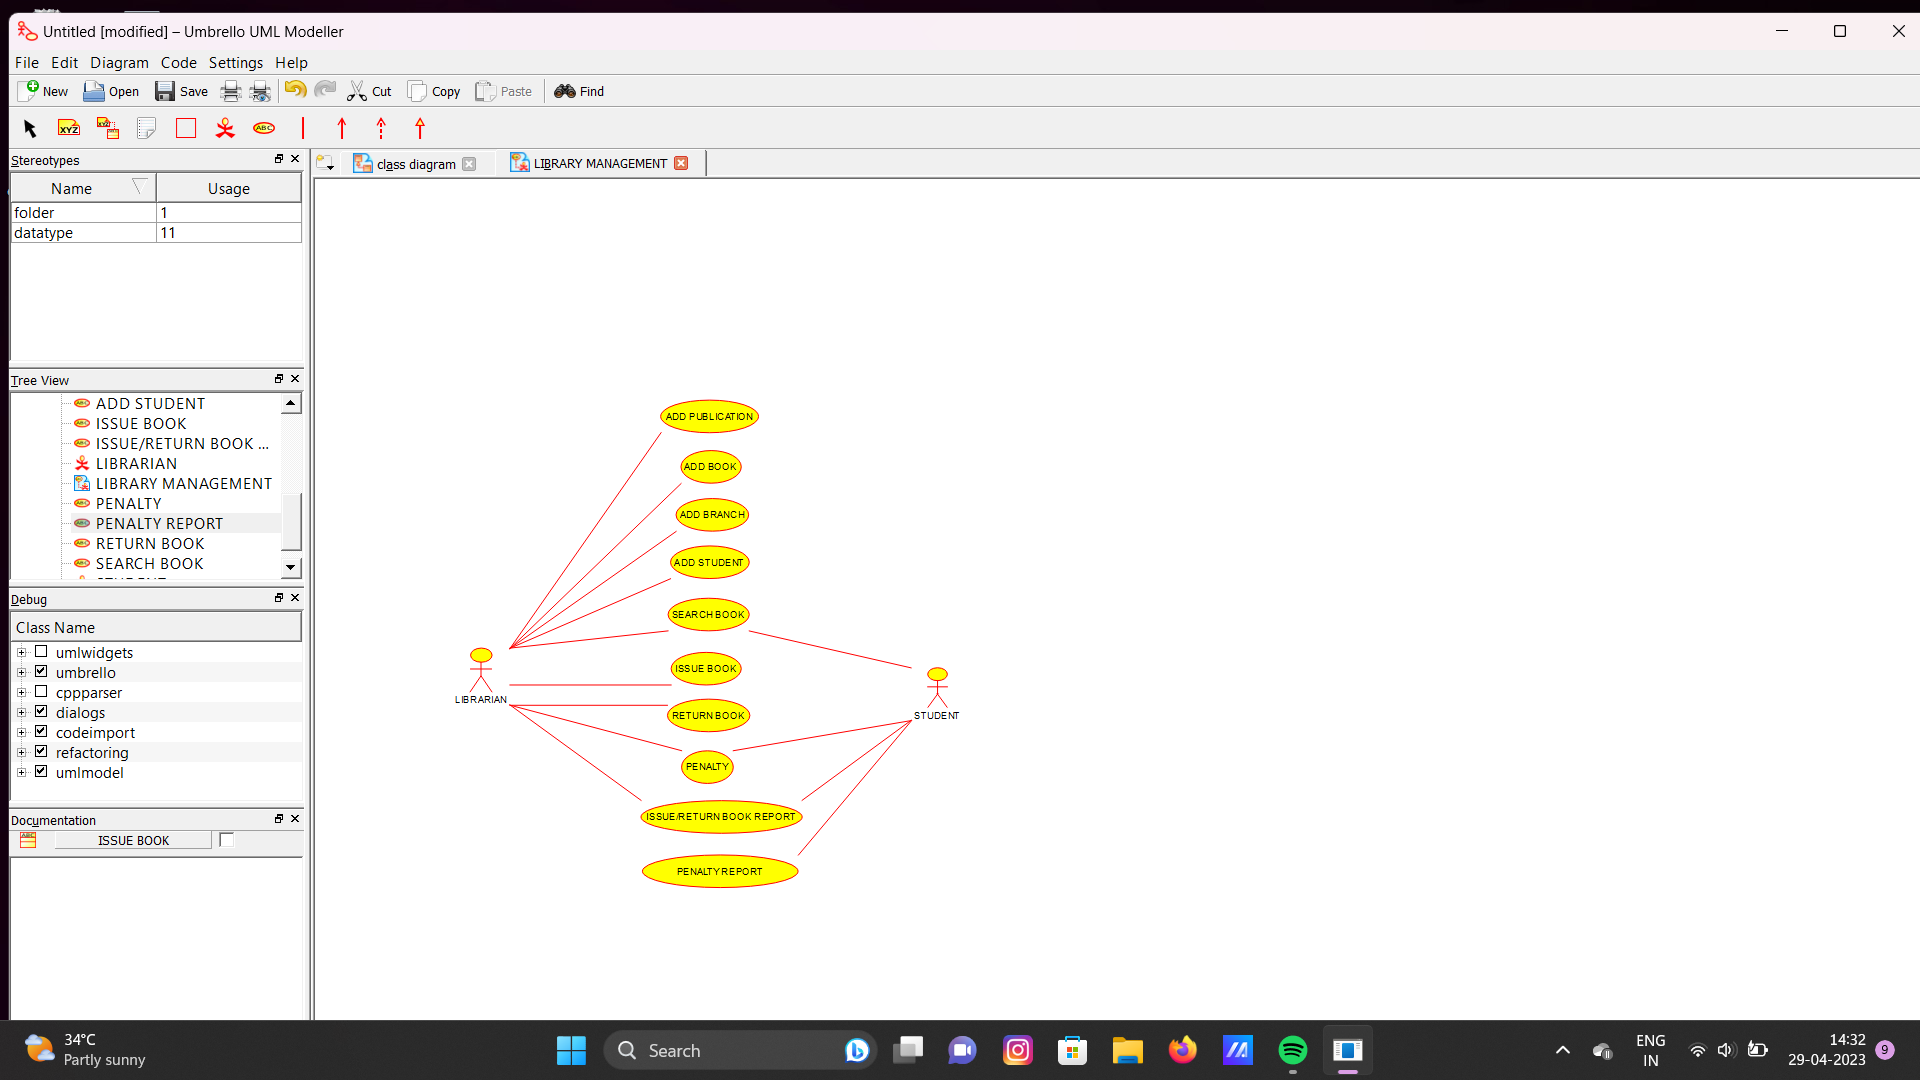 Untitled [modified] – Umbrello UML Modeller
File Edit Diagram Code Settings Help
New Open Save Cut Copy Paste Find
XYZ XYZ ABC
Stereotypes
class diagram LIBRARY MANAGEMENT
Name Usage
folder 1
datatype 11
Tree View
ADD STUDENT
ISSUE BOOK
ISSUE/RETURN BOOK ...
LIBRARIAN
LIBRARY MANAGEMENT
PENALTY
PENALTY REPORT
RETURN BOOK
SEARCH BOOK
STUDENT
Debug
Class Name
umlwidgets
umbrello
cppparser
dialogs
codeimport
refactoring
umlmodel
Documentation
ISSUE BOOK
ADD PUBLICATION
ADD BOOK
ADD BRANCH
ADD STUDENT
SEARCH BOOK
ISSUE BOOK
LIBRARIAN
RETURN BOOK
STUDENT
PENALTY
ISSUE/RETURN BOOK REPORT
PENALTY REPORT
34°C
Partly sunny
Search
ENG
IN
14:32
29-04-2023
9